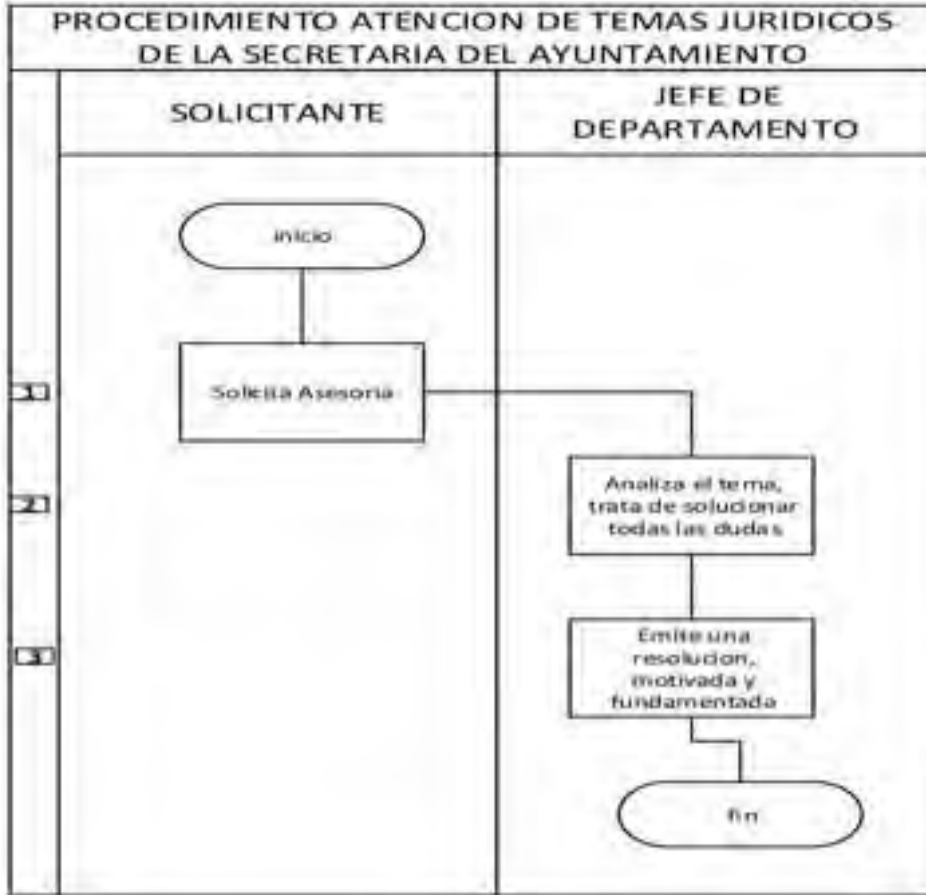 PROCEDIMIENTO ATENCION DE TEMAS JURIDICOS
DE LA SECRETARIA DEL AYUNTAMIENTO
SOLICITANTE
JEFE DE
DEPARTAMENTO
inicio
1
Solicita Asesoria
2
Analiza el tema,
trata de solucionar
todas las dudas
3
Emite una
resolucion,
motivada y
fundamentada
fin